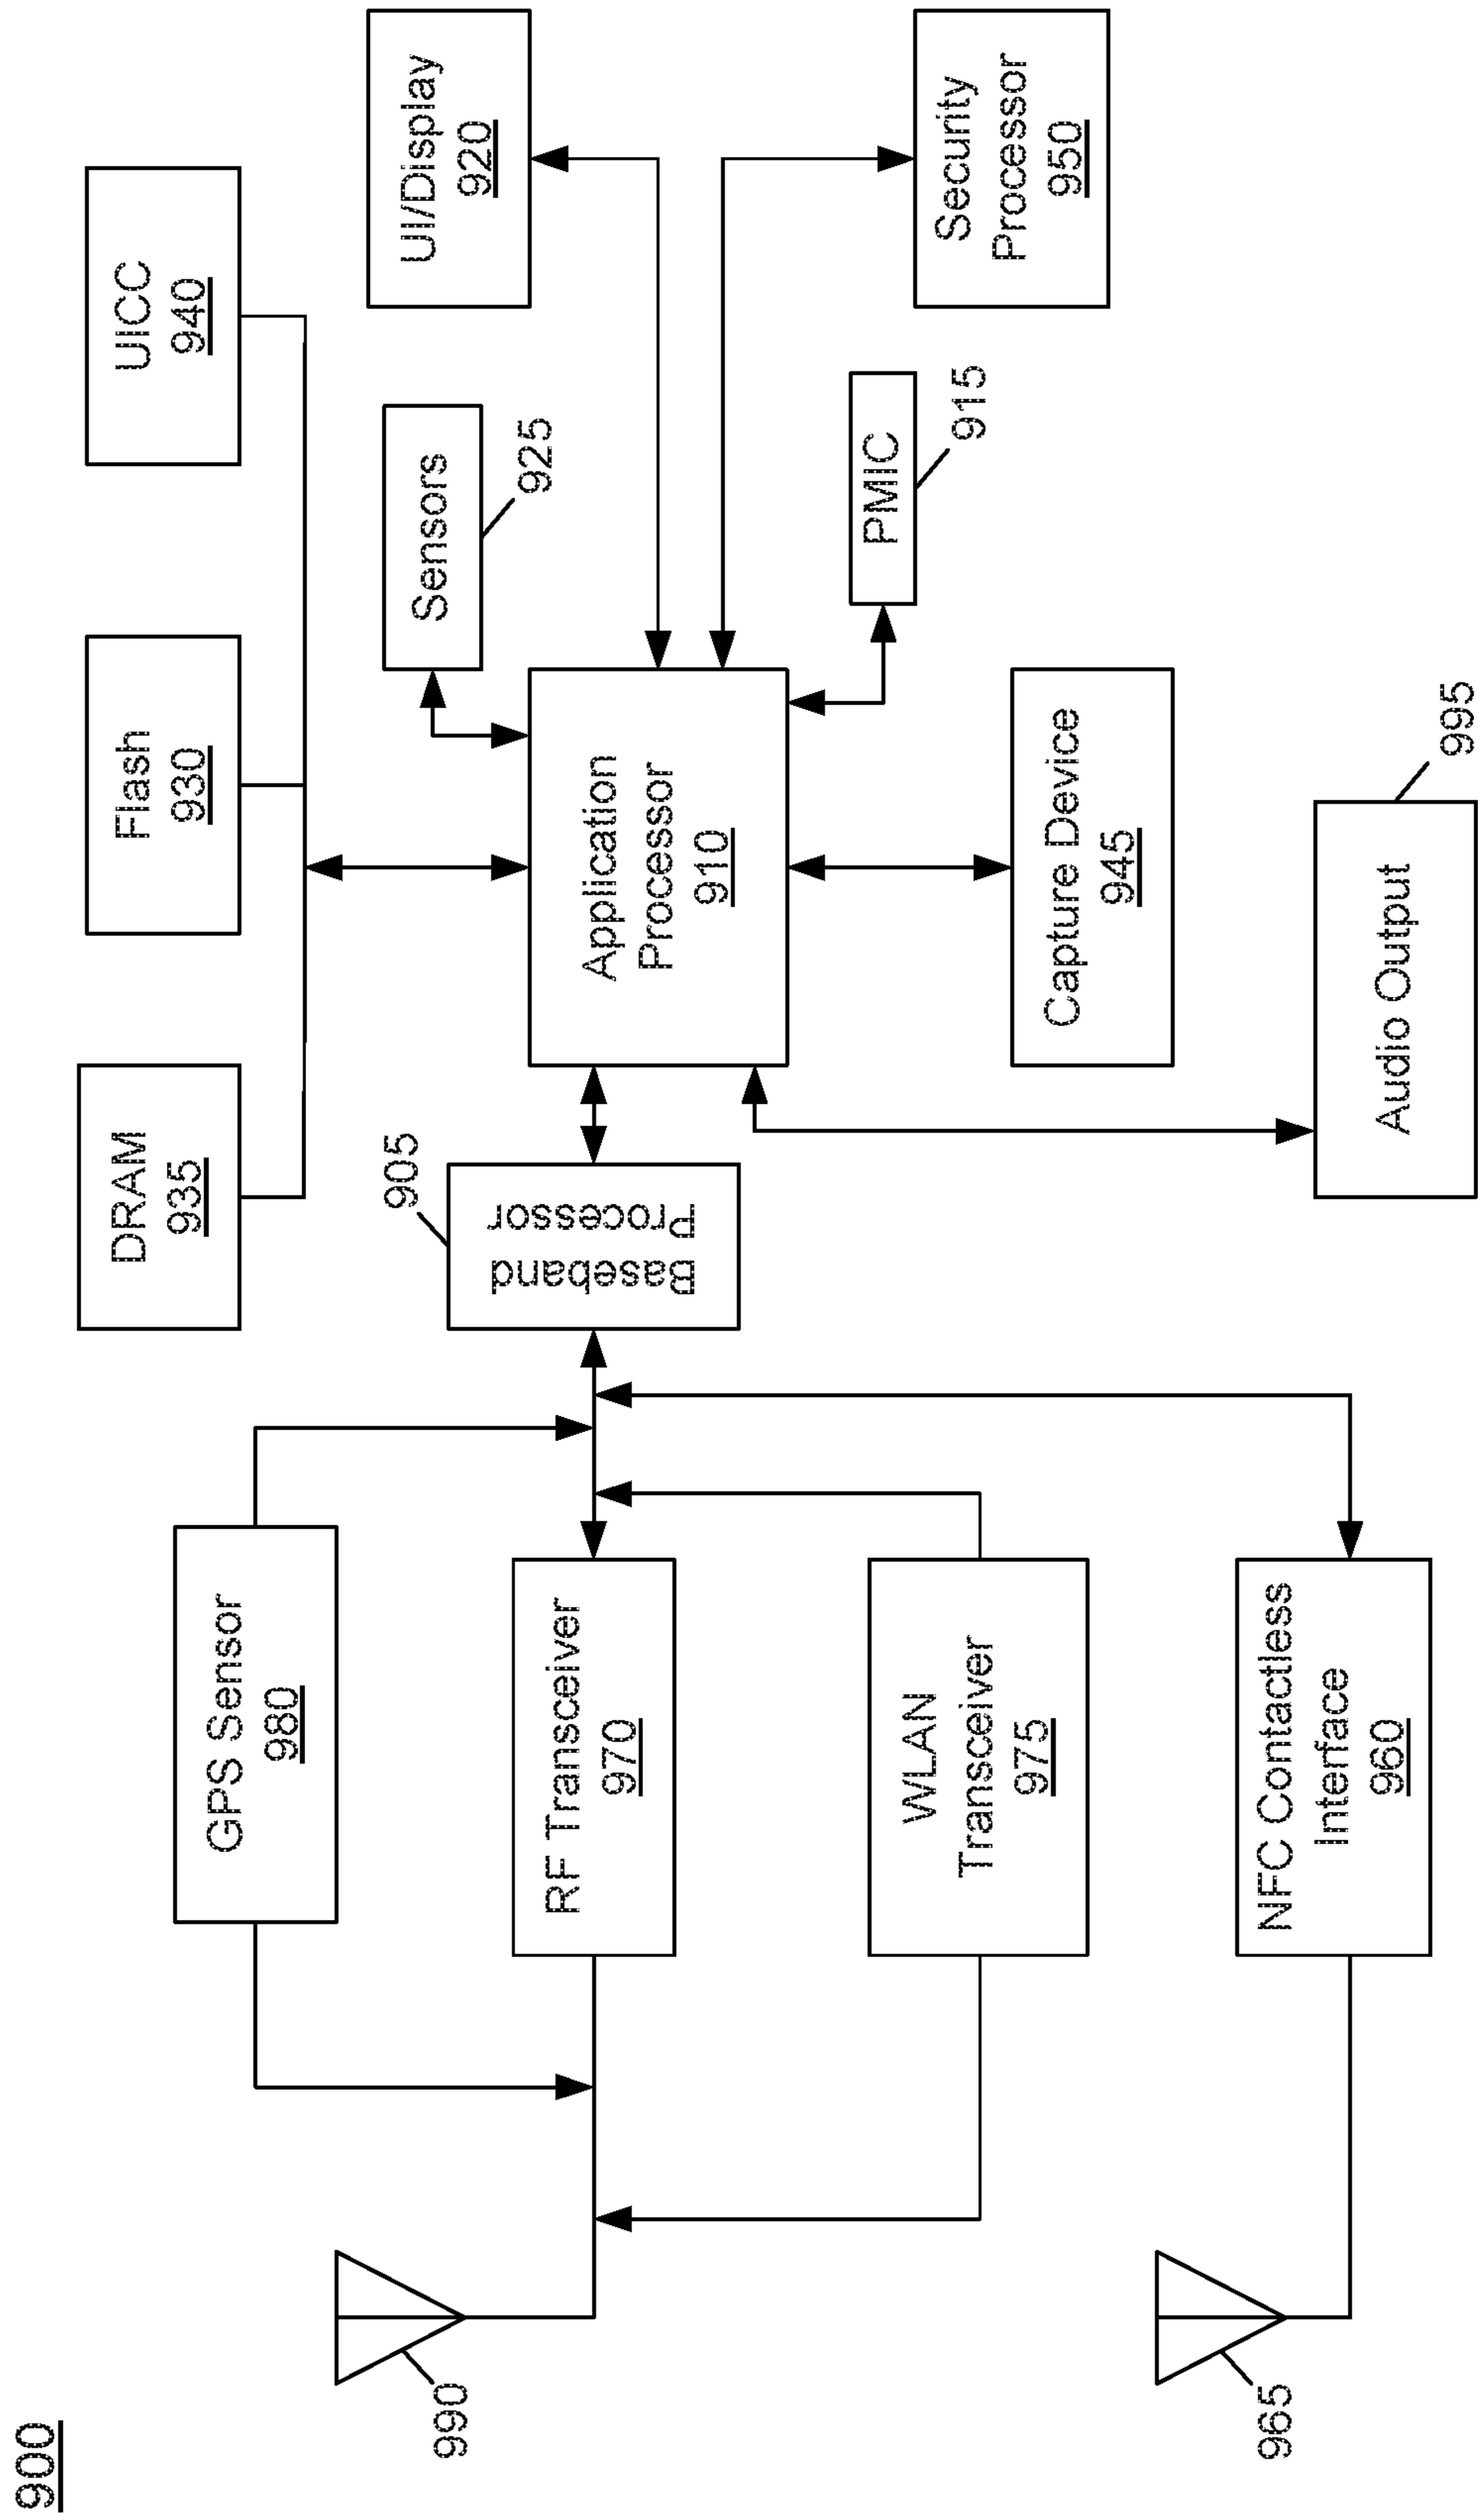 900
DRAM
935
Flash
930
UICC
940
GPS Sensor
980
905
Sensors
925
UI/Display
920
990
RF Transceiver
970
Baseband
Processor
Application
Processor
910
WLAN
Transceiver
975
PMIC
915
Security
Processor
950
Capture Device
945
965
NFC Contactless
Interface
960
Audio Output
995